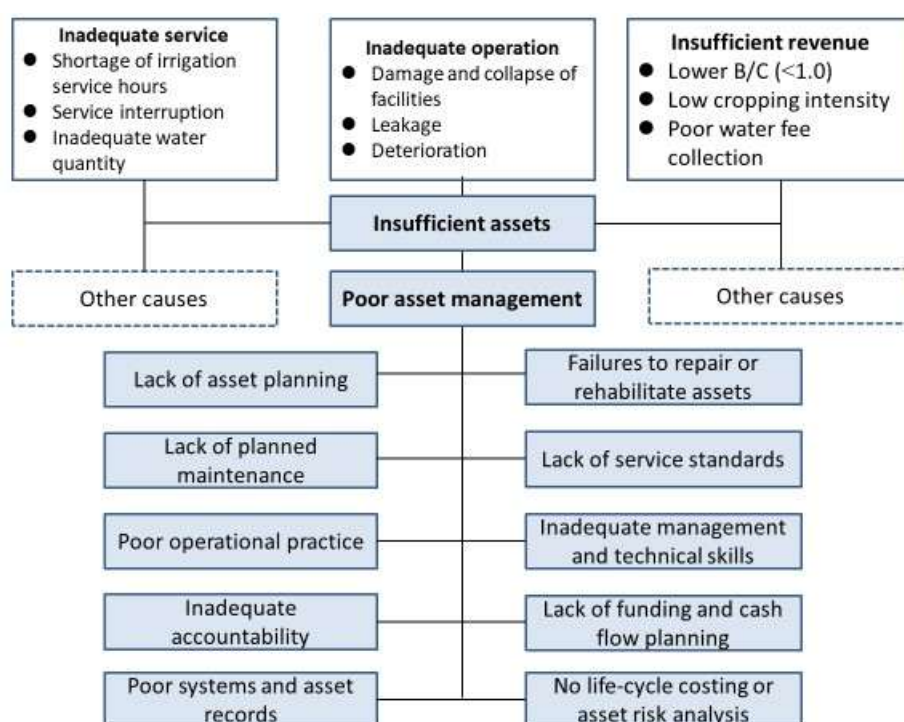 Inadequate service
● Shortage of irrigation
service hours
● Service interruption
● Inadequate water
quantity
Inadequate operation
● Damage and collapse of
facilities
● Leakage
● Deterioration
Insufficient revenue
● Lower B/C (<1.0)
● Low cropping intensity
● Poor water fee
collection
Insufficient assets
Other causes
Poor asset management
Other causes
Lack of asset planning
Failures to repair or
rehabilitate assets
Lack of planned
maintenance
Lack of service standards
Poor operational practice
Inadequate management
and technical skills
Inadequate
accountability
Lack of funding and cash
flow planning
Poor systems and asset
records
No life-cycle costing or
asset risk analysis